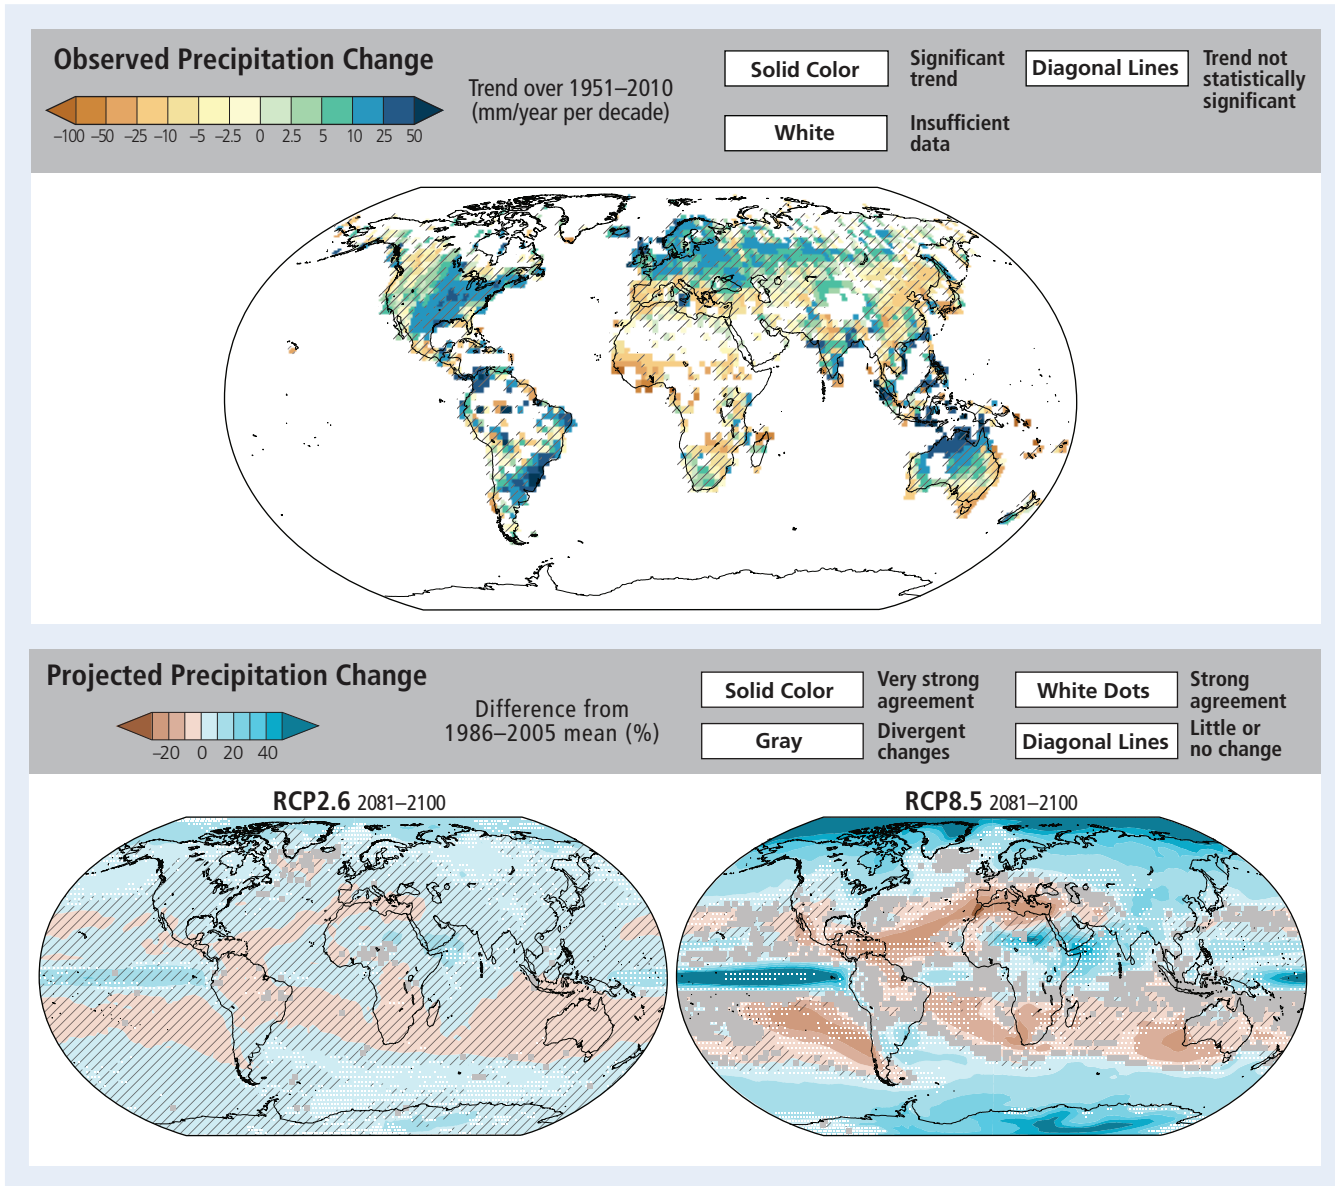 Observed Precipitation Change
Trend over 1951–2010
(mm/year per decade)
–100 –50 –25 –10 –5 –2.5 0 2.5 5 10 25 50
Solid Color
Significant
trend
Diagonal Lines
Trend not
statistically
significant
White
Insufficient
data
Projected Precipitation Change
Difference from
1986–2005 mean (%)
–20 0 20 40
Solid Color
Very strong
agreement
White Dots
Strong
agreement
Gray
Divergent
changes
Diagonal Lines
Little or
no change
RCP2.6 2081–2100
RCP8.5 2081–2100